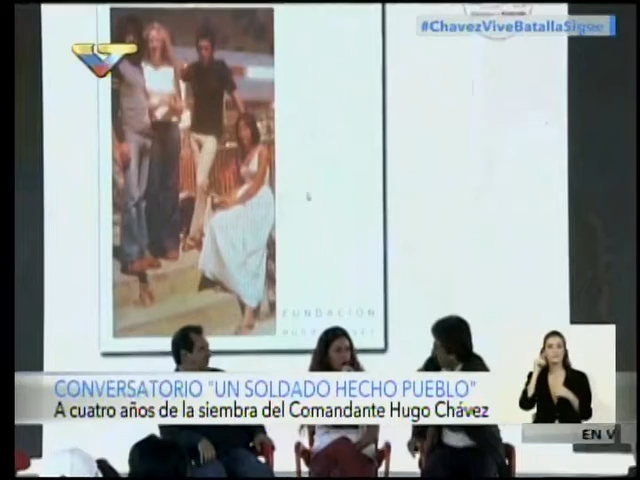 #ChavezViveBatallaSigue
FUNDACIÓN
CONVERSATORIO "UN SOLDADO HECHO PUEBLO"
A cuatro años de la siembra del Comandante Hugo Chávez
EN V